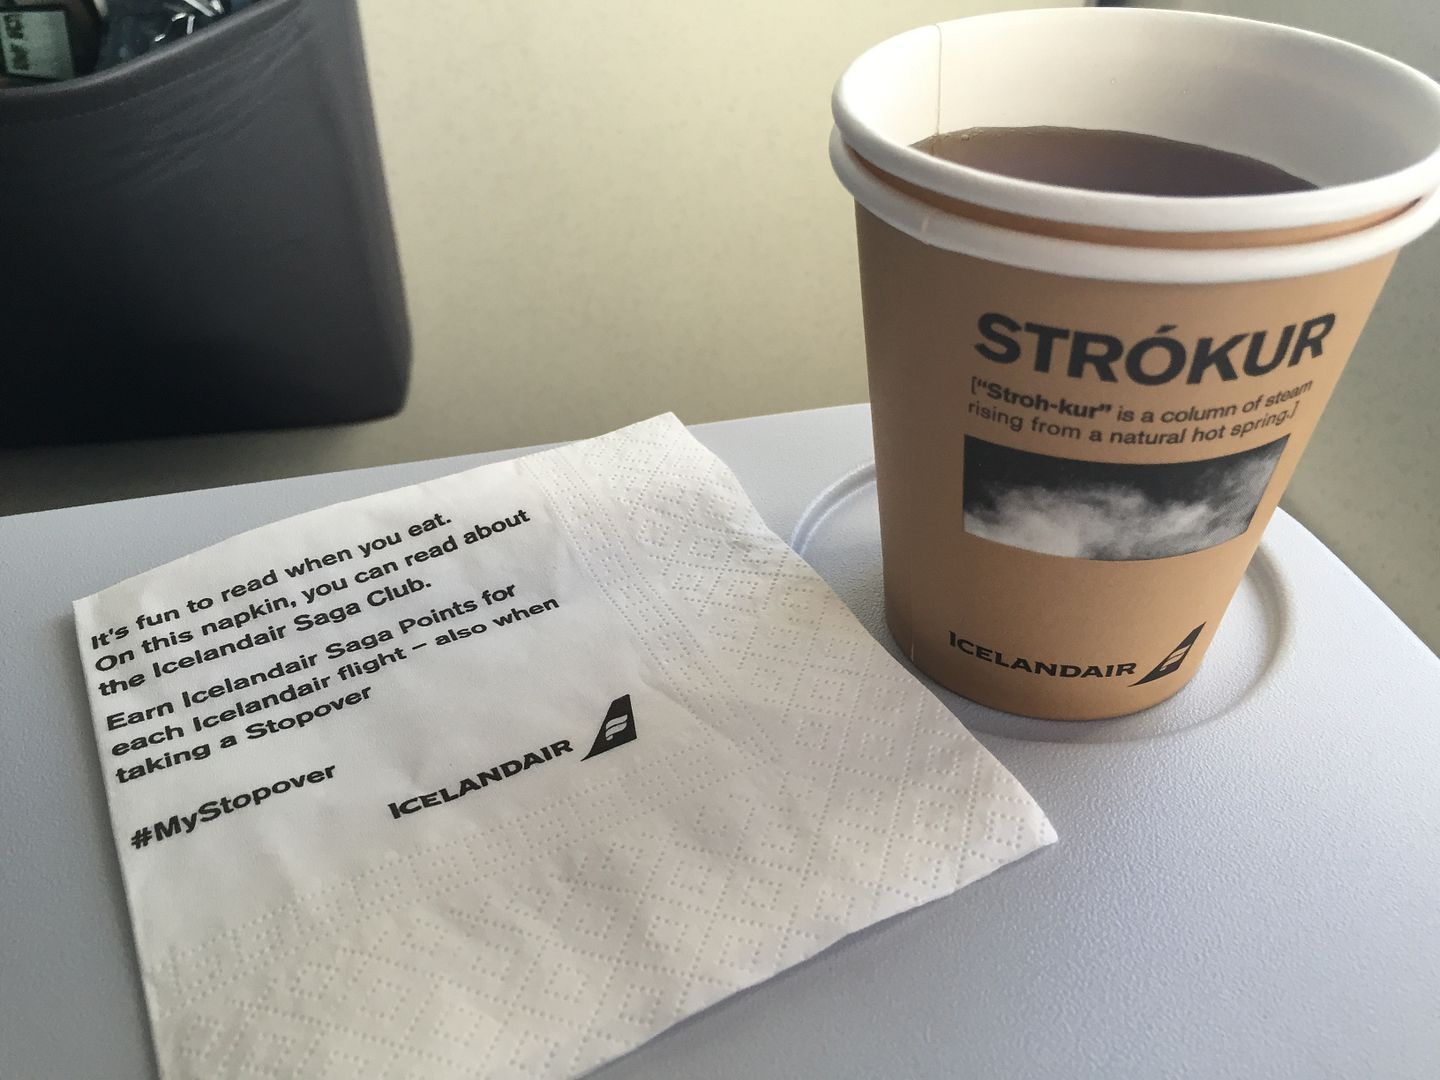 It's fun to read when you eat.
On this napkin, you can read about
the Icelandair Saga Club.
Earn Icelandair Saga Points for
each Icelandair flight – also when
taking a Stopover
#MyStopover
ICELANDAIR
STRÓKUR
["Stroh-kur" is a column of steam
rising from a natural hot spring.]
ICELANDAIR